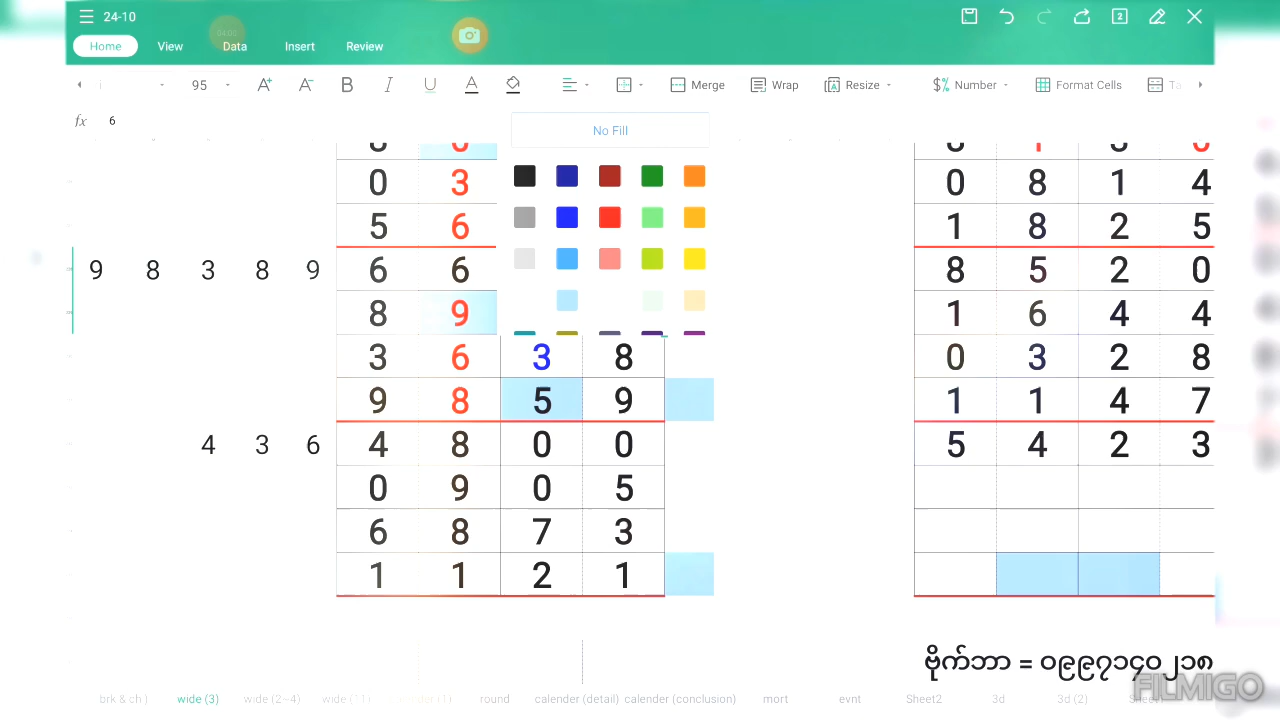 24-10
Home View Data Insert Review
95 A+ A- B I U A Merge Wrap Resize $% Number Format Cells
fx 6
No Fill
0 3 0 8 1 4
5 6 1 8 2 5
9 8 3 8 9 6 6 8 5 2 0
8 9 1 6 4 4
3 6 3 8 0 3 2 8
9 8 5 9 1 1 4 7
4 3 6 4 8 0 0 5 4 2 3
0 9 0 5
6 8 7 3
1 1 2 1
ဗိုက်ဘာ = ၀၉၉၇၁၄၀၂၁၈
brk & ch ) wide (3) wide (2~4) wide (11) round calender (detail) calender (conclusion) mort evnt Sheet2 3d 3d (2)
FILMIGO